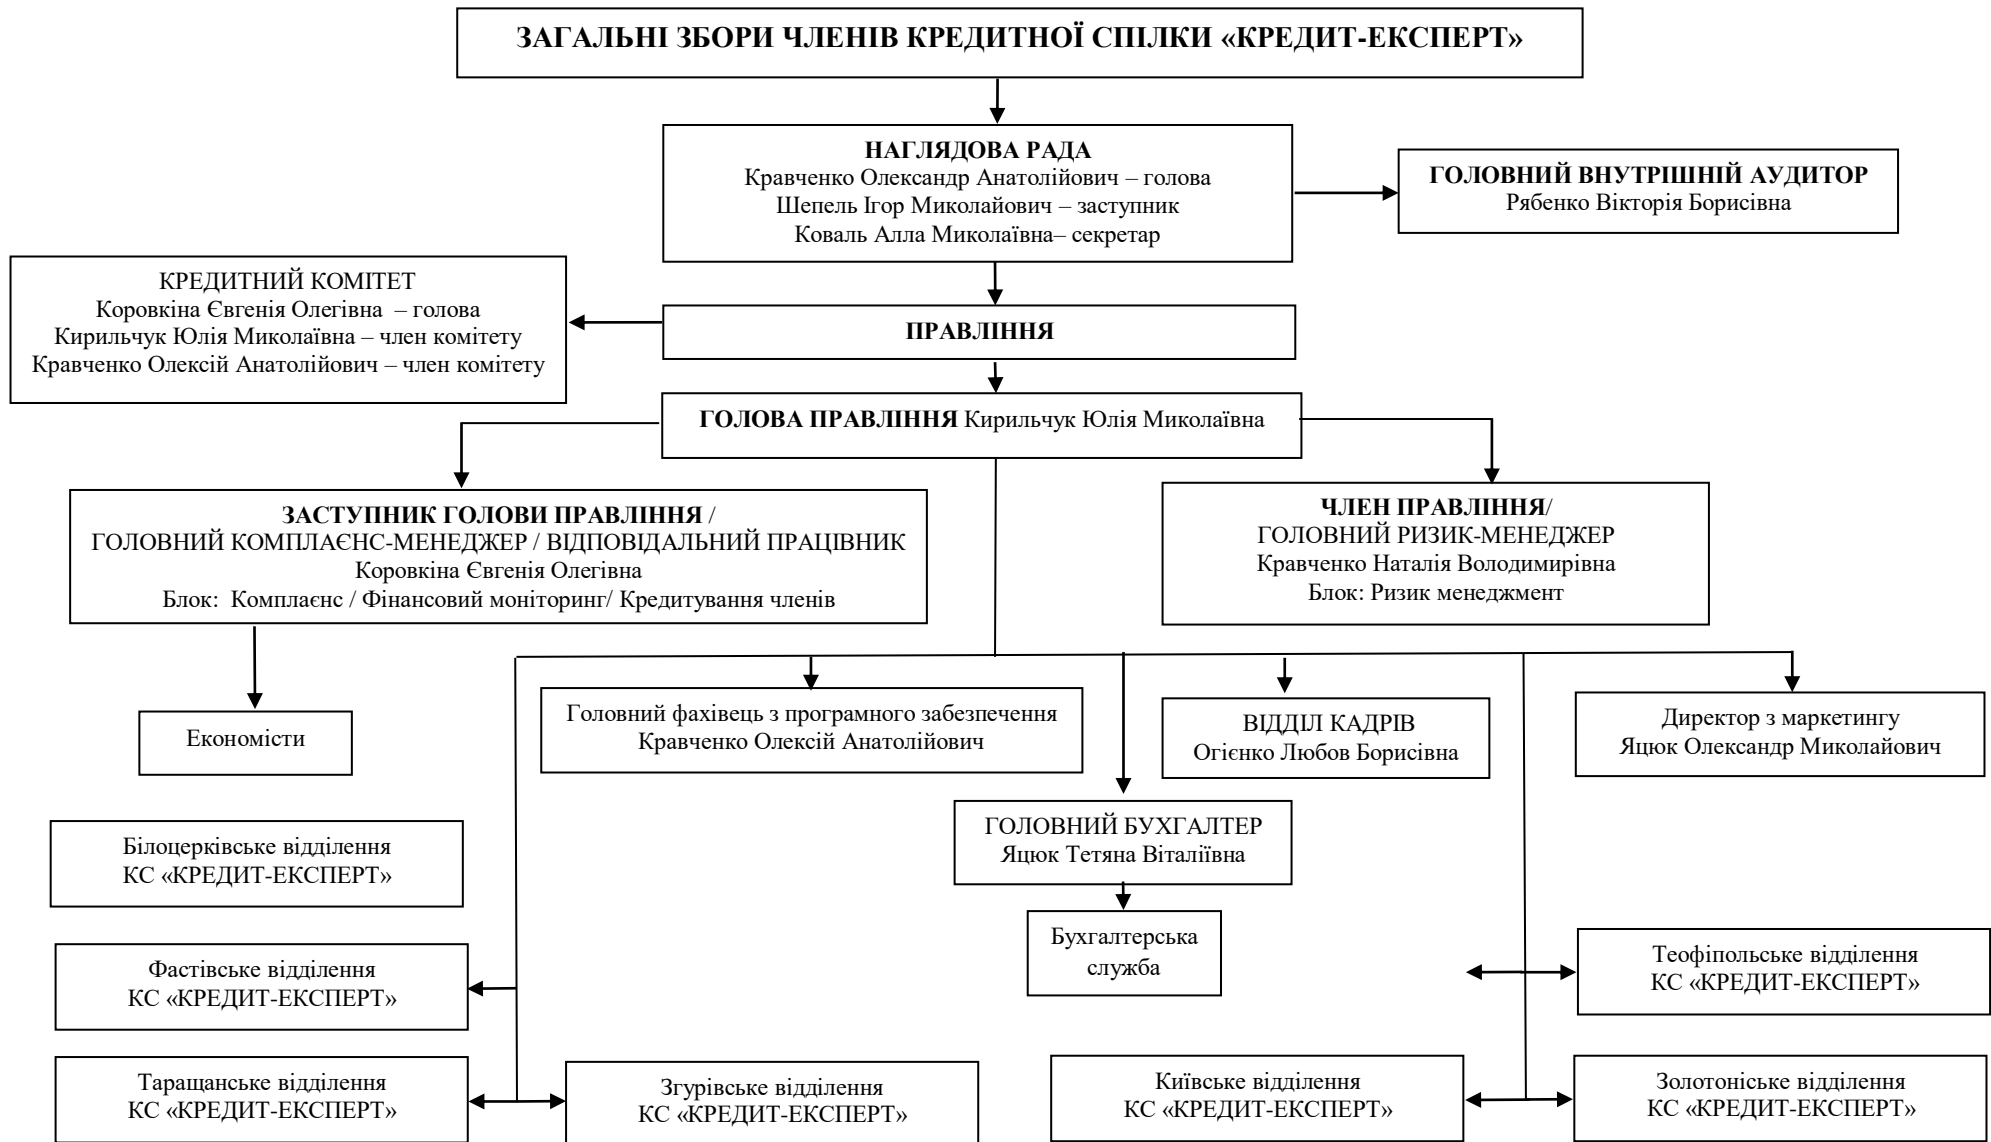 ЗАГАЛЬНІ ЗБОРИ ЧЛЕНІВ КРЕДИТНОЇ СПІЛКИ «КРЕДИТ-ЕКСПЕРТ»
НАГЛЯДОВА РАДА
Кравченко Олександр Анатолійович – голова
Шепель Ігор Миколайович – заступник
Коваль Алла Миколаївна– секретар
ГОЛОВНИЙ ВНУТРІШНІЙ АУДИТОР
Рябенко Вікторія Борисівна
КРЕДИТНИЙ КОМІТЕТ
Коровкіна Євгенія Олегівна – голова
Кирильчук Юлія Миколаївна – член комітету
Кравченко Олексій Анатолійович – член комітету
ПРАВЛІННЯ
ГОЛОВА ПРАВЛІННЯ Кирильчук Юлія Миколаївна
ЗАСТУПНИК ГОЛОВИ ПРАВЛІННЯ /
ГОЛОВНИЙ КОМПЛАЄНС-МЕНЕДЖЕР / ВІДПОВІДАЛЬНИЙ ПРАЦІВНИК
Коровкіна Євгенія Олегівна
Блок: Комплаєнс / Фінансовий моніторинг/ Кредитування членів
ЧЛЕН ПРАВЛІННЯ/
ГОЛОВНИЙ РИЗИК-МЕНЕДЖЕР
Кравченко Наталія Володимирівна
Блок: Ризик менеджмент
Економісти
Головний фахівець з програмного забезпечення
Кравченко Олексій Анатолійович
ВІДДІЛ КАДРІВ
Огієнко Любов Борисівна
Директор з маркетингу
Яцюк Олександр Миколайович
ГОЛОВНИЙ БУХГАЛТЕР
Яцюк Тетяна Віталіївна
Бухгалтерська
служба
Білоцерківське відділення
КС «КРЕДИТ-ЕКСПЕРТ»
Фастівське відділення
КС «КРЕДИТ-ЕКСПЕРТ»
Теофіпольське відділення
КС «КРЕДИТ-ЕКСПЕРТ»
Таращанське відділення
КС «КРЕДИТ-ЕКСПЕРТ»
Згурівське відділення
КС «КРЕДИТ-ЕКСПЕРТ»
Київське відділення
КС «КРЕДИТ-ЕКСПЕРТ»
Золотоніське відділення
КС «КРЕДИТ-ЕКСПЕРТ»